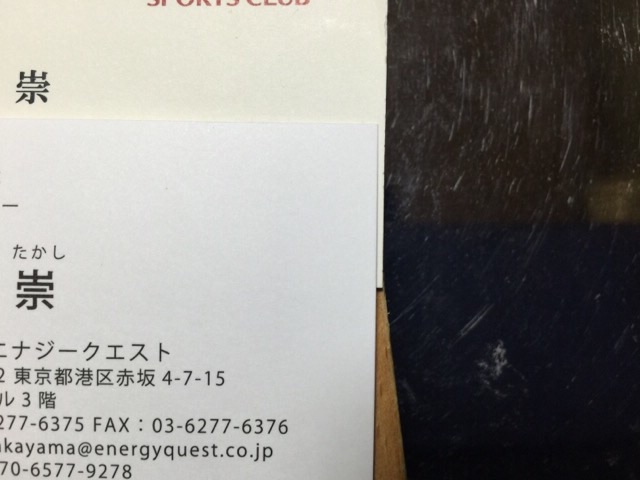 SPORTS CLUB
崇
ー
たかし
崇
エナジークエスト
2 東京都港区赤坂 4-7-15
ル 3 階
277-6375 FAX：03-6277-6376
akayama@energyquest.co.jp
70-6577-9278